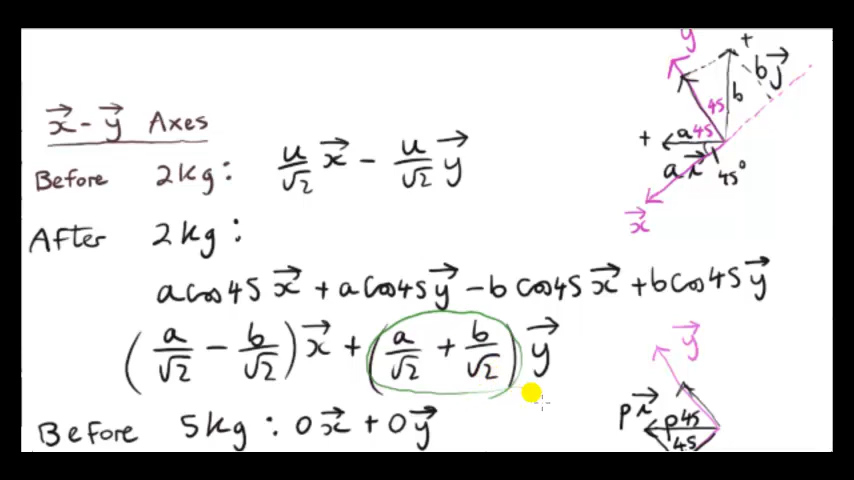 y
+
b j
45
b
+ a 45
a i 45°
x
x - y Axes
Before 2kg: u/√2 x - u/√2 y
After 2kg:
a cos45 x + a cos45 y - b cos45 x + b cos45 y
(a/√2 - b/√2) x + (a/√2 + b/√2) y
y
p i p 45
45
Before 5kg: 0x + 0y